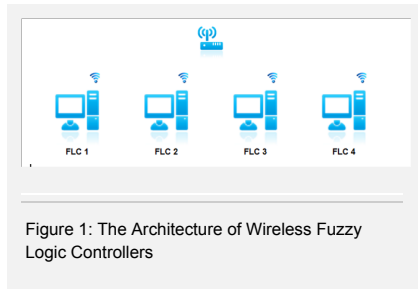 FLC 1 FLC 2 FLC 3 FLC 4
Figure 1: The Architecture of Wireless Fuzzy
Logic Controllers